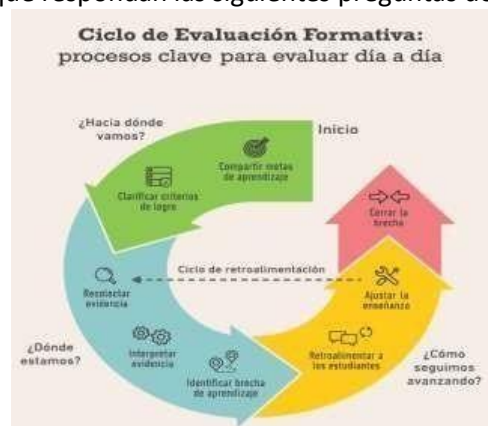 que respondan las siguientes preguntas de
Ciclo de Evaluación Formativa:
procesos clave para evaluar día a día
¿Hacia dónde
vamos?
Inicio
Compartir metas
de aprendizaje
Clarificar criterios
de logro
Cerrar la
brecha
Ciclo de retroalimentación
Recolectar
evidencia
Ajustar la
enseñanza
¿Dónde
estamos?
Interpretar
evidencia
Retroalimentar a
los estudiantes
¿Cómo
seguimos
avanzando?
Identificar brecha
de aprendizaje